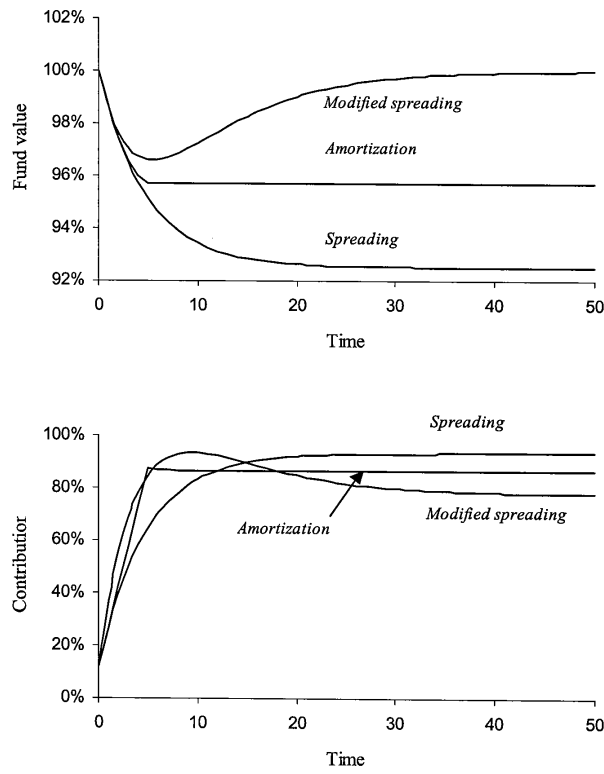 102%
100%
98%
96%
94%
92%
Fund value
Modified spreading
Amortization
Spreading
0 10 20 30 40 50
Time
100%
80%
60%
40%
20%
0%
Contributior
Spreading
Amortization
Modified spreading
0 10 20 30 40 50
Time